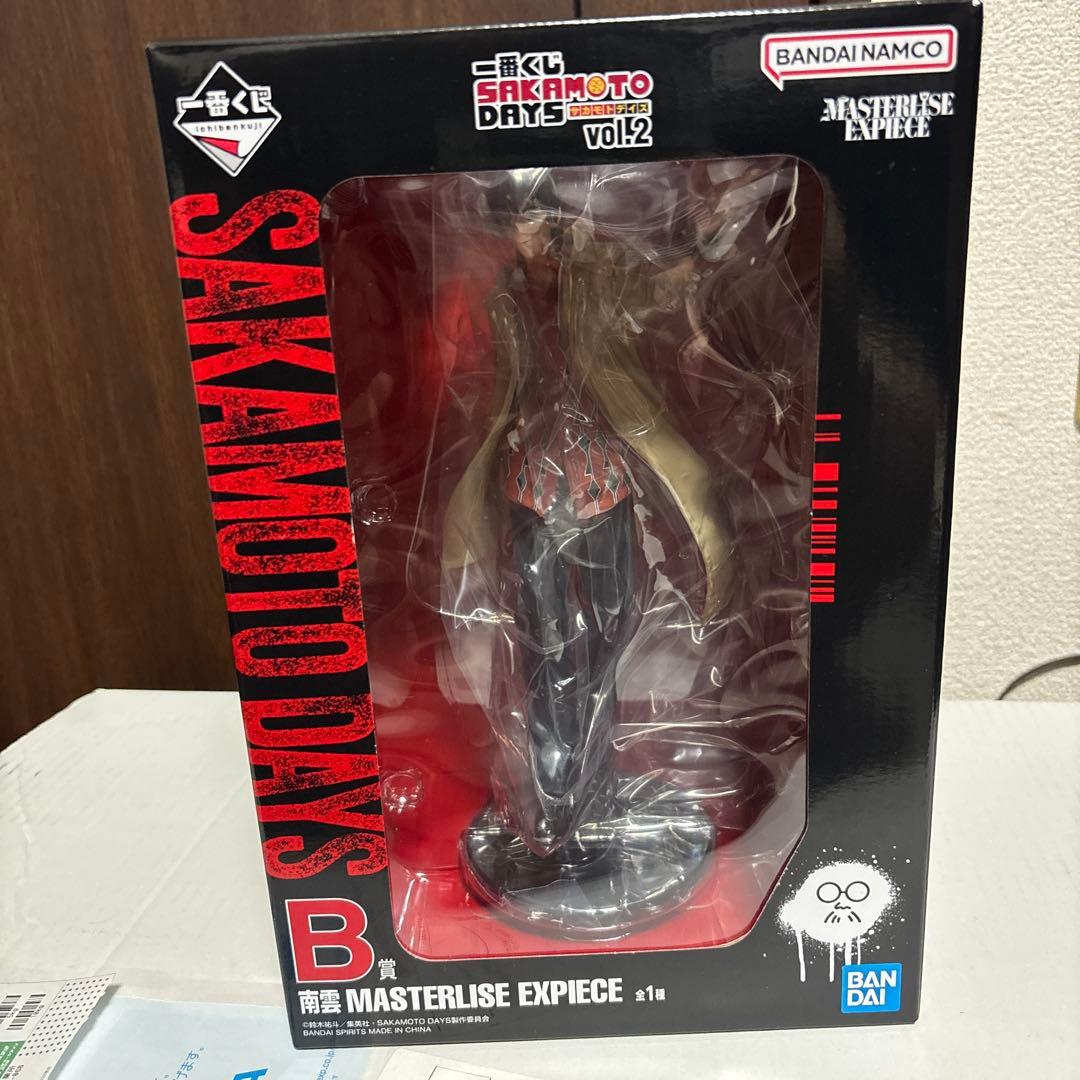 一番くじ
ichibankuji
一番くじ
SAKAMOTO
DAYS サカモトデイズ
vol.2
BANDAI NAMCO
MASTERLISE
EXPIECE
SAKAMOTO DAYS
B賞
南雲 MASTERLISE EXPIECE 全1種
©鈴木祐斗／集英社・SAKAMOTO DAYS製作委員会
BANDAI SPIRITS MADE IN CHINA
BAN
DAI